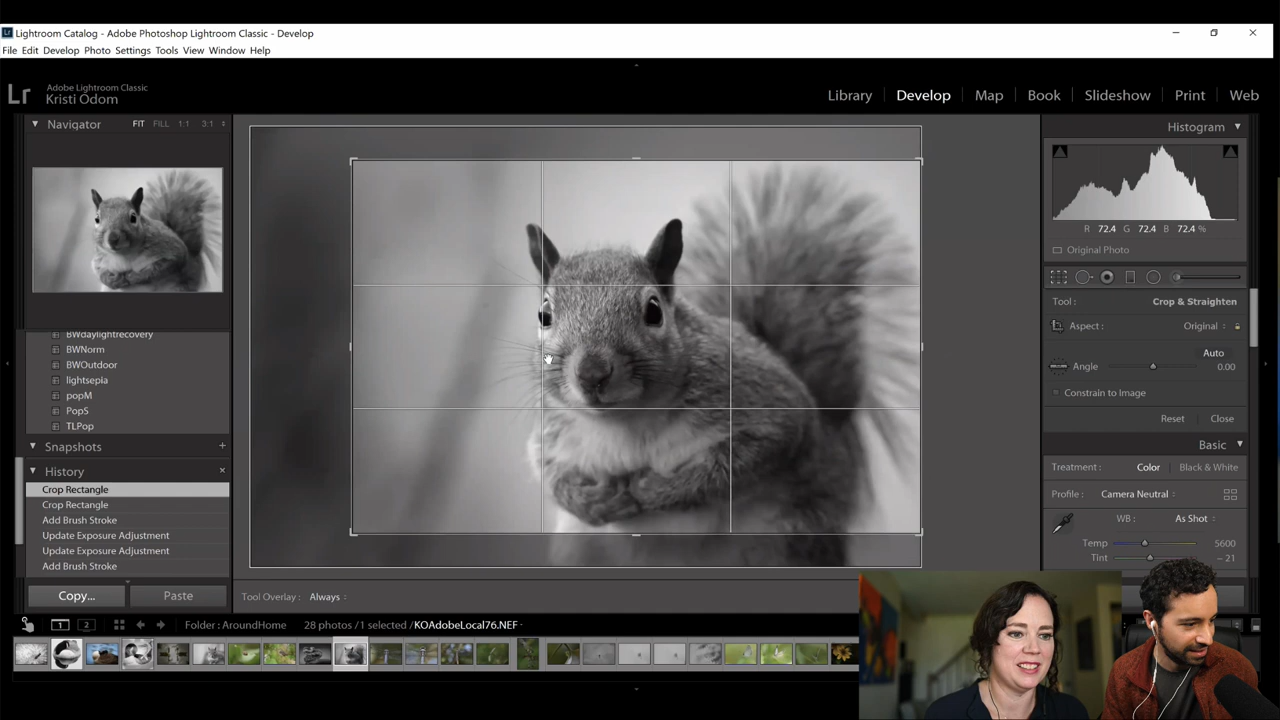 Lr Lightroom Catalog - Adobe Photoshop Lightroom Classic - Develop
File Edit Develop Photo Settings Tools View Window Help
Lr Adobe Lightroom Classic
Kristi Odom
Library Develop Map Book Slideshow Print Web
Navigator FIT FILL 1:1 3:1
Histogram
R 72.4 G 72.4 B 72.4 %
Original Photo
Tool: Crop & Straighten
Aspect: Original
Auto
Angle 0.00
Constrain to Image
Reset Close
Basic
Treatment: Color Black & White
Profile: Camera Neutral
WB: As Shot
Temp 5600
Tint – 21
BWdaylightrecovery
BWNorm
BWOutdoor
lightsepia
popM
PopS
TLPop
Snapshots +
History ×
Crop Rectangle
Crop Rectangle
Add Brush Stroke
Update Exposure Adjustment
Update Exposure Adjustment
Add Brush Stroke
Copy... Paste
Tool Overlay: Always
1 2 Folder : AroundHome 28 photos /1 selected /KOAdobeLocal76.NEF